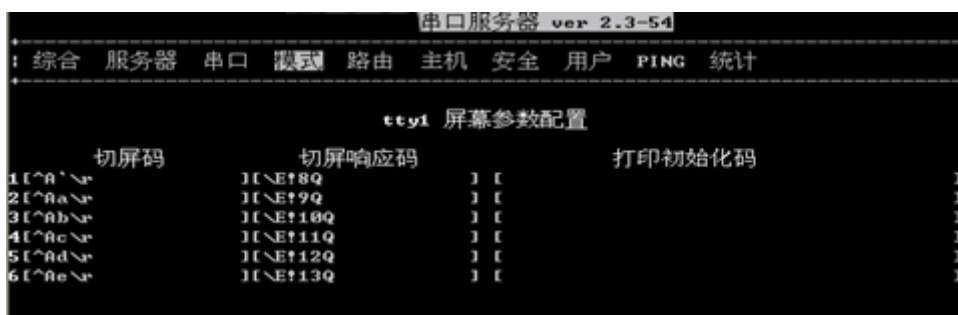 串口服务器 ver 2.3-54
综合 服务器 串口 模式 路由 主机 安全 用户 PING 统计
tty1 屏幕参数配置
切屏码 切屏响应码 打印初始化码
1[^A`\r ][\E!8Q ] [ ]
2[^Aa\r ][\E!9Q ] [ ]
3[^Ab\r ][\E!10Q ] [ ]
4[^Ac\r ][\E!11Q ] [ ]
5[^Ad\r ][\E!12Q ] [ ]
6[^Ae\r ][\E!13Q ] [ ]